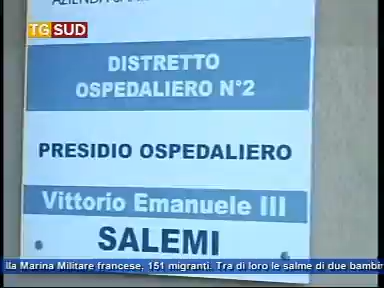 TG SUD
DISTRETTO
OSPEDALIERO N°2
PRESIDIO OSPEDALIERO
Vittorio Emanuele III
SALEMI
lla Marina Militare francese, 151 migranti. Tra di loro le salme di due bambin